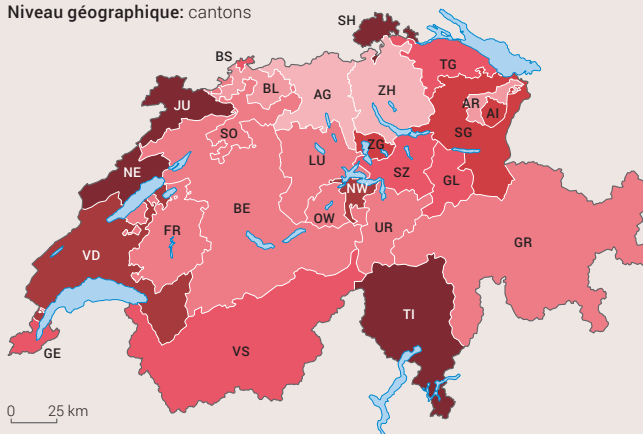 Niveau géographique: cantons
SH
BS
TG
BL
AG
ZH
JU
AR
AI
SO
SG
ZG
LU
NE
SZ
NW
GL
BE
OW
FR
UR
GR
VD
TI
GE
VS
0 25 km